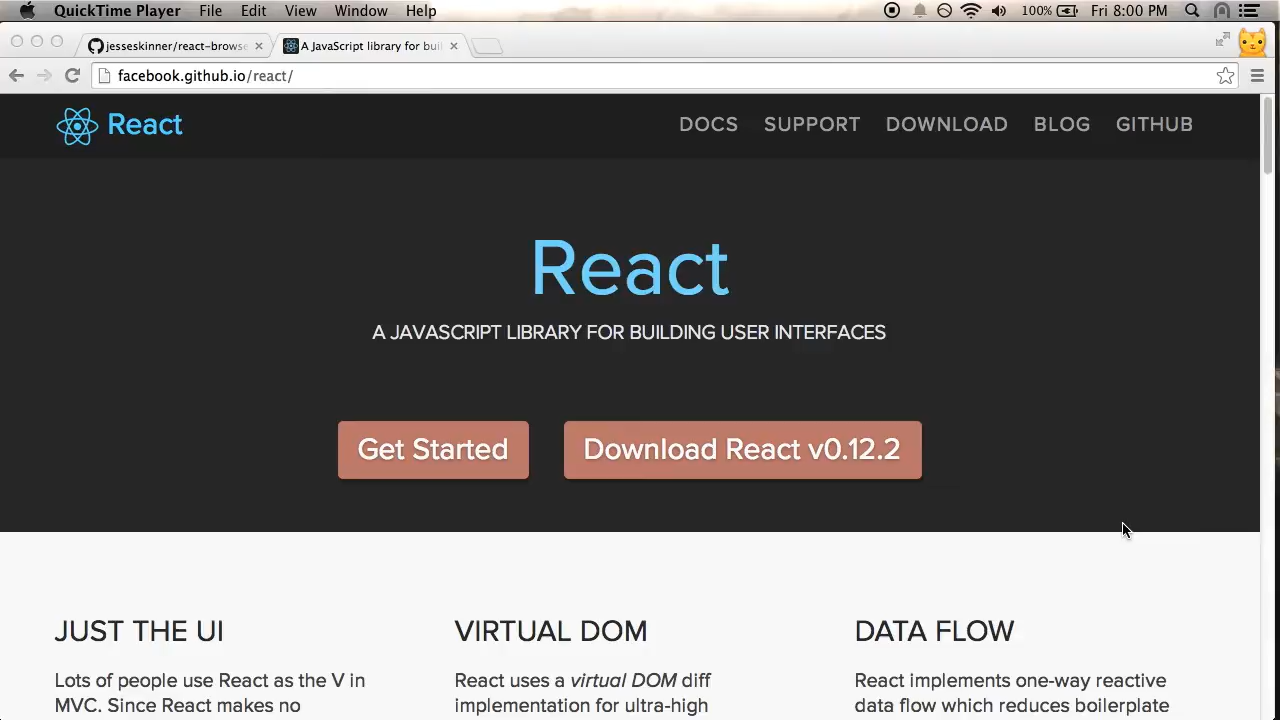 QuickTime Player File Edit View Window Help 100% Fri 8:00 PM
jesseskinner/react-browse
A JavaScript library for buil
facebook.github.io/react/
React DOCS SUPPORT DOWNLOAD BLOG GITHUB
React
A JAVASCRIPT LIBRARY FOR BUILDING USER INTERFACES
Get Started
Download React v0.12.2
JUST THE UI
Lots of people use React as the V in
MVC. Since React makes no
VIRTUAL DOM
React uses a virtual DOM diff
implementation for ultra-high
DATA FLOW
React implements one-way reactive
data flow which reduces boilerplate